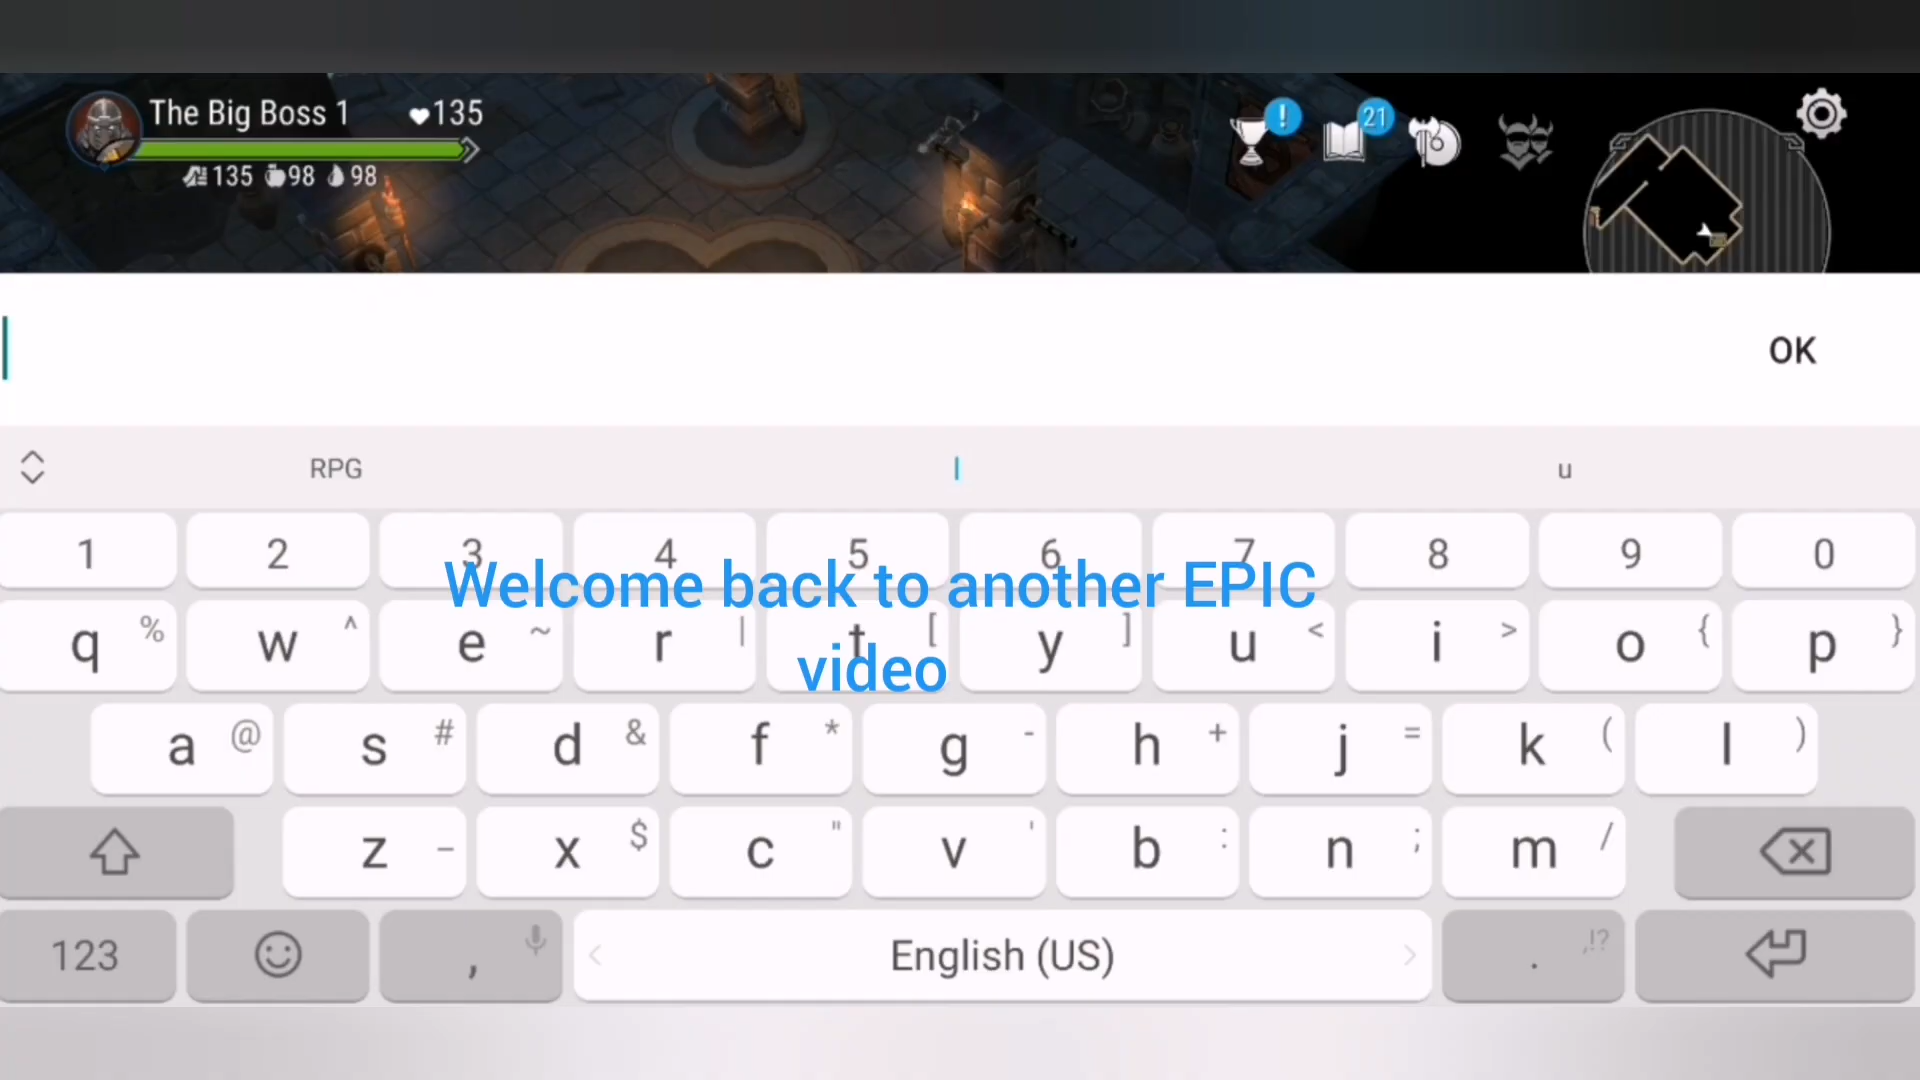 The Big Boss 1 135
135 98 98
! 21
OK
RPG l u
1 2 3 4 5 6 7 8 9 0
Welcome back to another EPIC
video
q % w ^ e ~ r | t [ y ] u < i > o { p }
a @ s # d & f * g - h + j = k ( l )
z _ x $ c " v ' b : n ; m /
123 , < English (US) > . ,!?